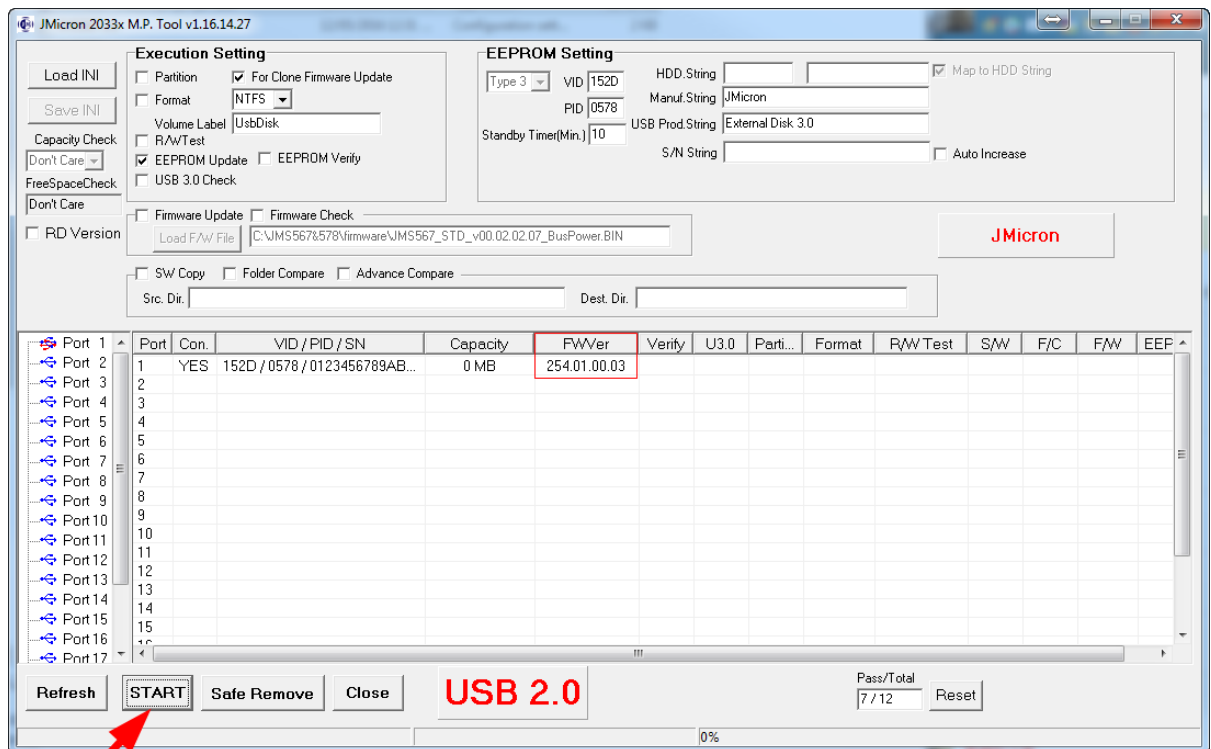 JMicron 2033x M.P. Tool v1.16.14.27
Load INI
Save INI
Capacity Check
Don't Care
FreeSpaceCheck
Don't Care
RD Version
Execution Setting
Partition For Clone Firmware Update
Format NTFS
Volume Label UsbDisk
R/WTest
EEPROM Update EEPROM Verify
USB 3.0 Check
EEPROM Setting
Type 3 VID 152D
PID 0578
Standby Timer(Min.) 10
HDD.String Map to HDD String
Manuf.String JMicron
USB Prod.String External Disk 3.0
S/N String Auto Increase
Firmware Update Firmware Check
Load F/W File C:\JMS567&578\firmware\JMS567_STD_v00.02.02.07_BusPower.BIN
JMicron
SW Copy Folder Compare Advance Compare
Src. Dir. Dest. Dir.
Port 1
Port 2
Port 3
Port 4
Port 5
Port 6
Port 7
Port 8
Port 9
Port 10
Port 11
Port 12
Port 13
Port 14
Port 15
Port 16
Port 17
Port Con. VID / PID / SN Capacity FWVer Verify U3.0 Parti... Format R/W Test S/W F/C F/W EEP
1 YES 152D / 0578 / 0123456789AB... 0 MB 254.01.00.03
2
3
4
5
6
7
8
9
10
11
12
13
14
15
Refresh START Safe Remove Close USB 2.0
Pass/Total
7 / 12 Reset
0%